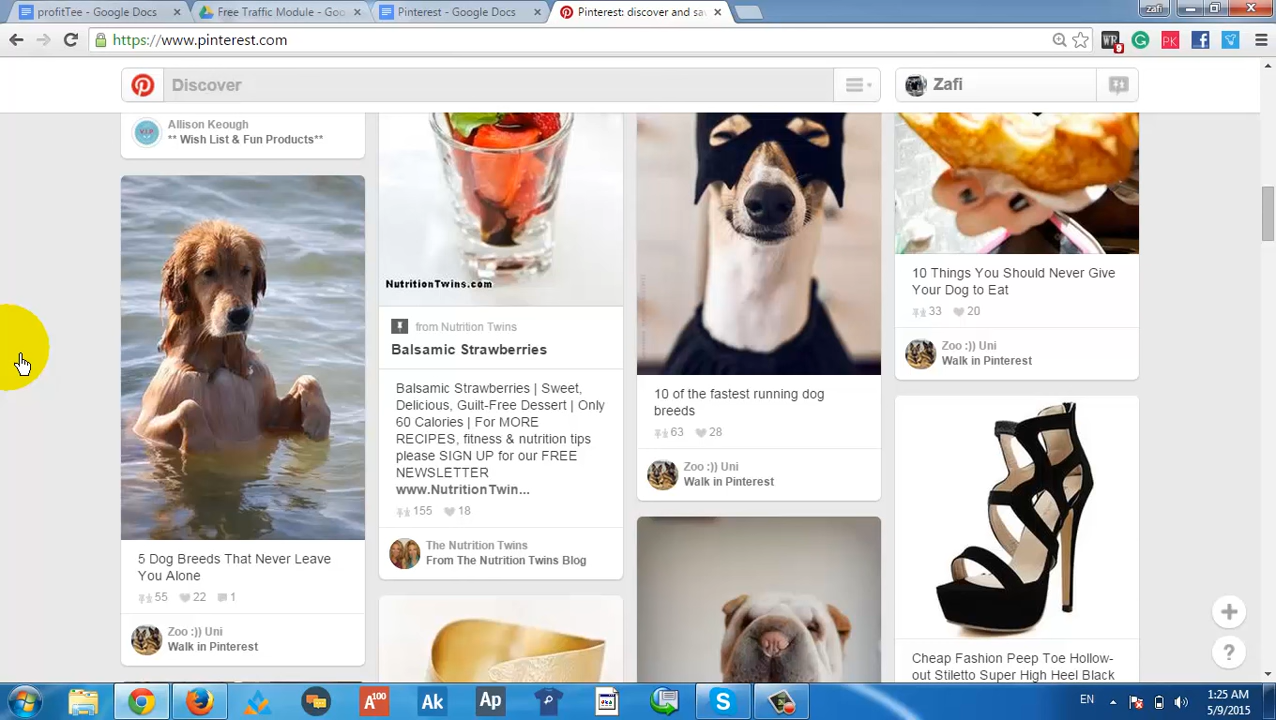 profitTee - Google Docs
Free Traffic Module - Goo
Pinterest - Google Docs
Pinterest: discover and sa
zafi
https://www.pinterest.com
WR
9
PK
Discover
Zafi
Allison Keough
** Wish List & Fun Products**
5 Dog Breeds That Never Leave
You Alone
55 22 1
Zoo :)) Uni
Walk in Pinterest
NutritionTwins.com
from Nutrition Twins
Balsamic Strawberries
Balsamic Strawberries | Sweet,
Delicious, Guilt-Free Dessert | Only
60 Calories | For MORE
RECIPES, fitness & nutrition tips
please SIGN UP for our FREE
NEWSLETTER
www.NutritionTwin...
155 18
The Nutrition Twins
From The Nutrition Twins Blog
10 of the fastest running dog
breeds
63 28
Zoo :)) Uni
Walk in Pinterest
10 Things You Should Never Give
Your Dog to Eat
33 20
Zoo :)) Uni
Walk in Pinterest
Cheap Fashion Peep Toe Hollow-
out Stiletto Super High Heel Black
+
?
A100
Ak
Ap
EN
1:25 AM
5/9/2015